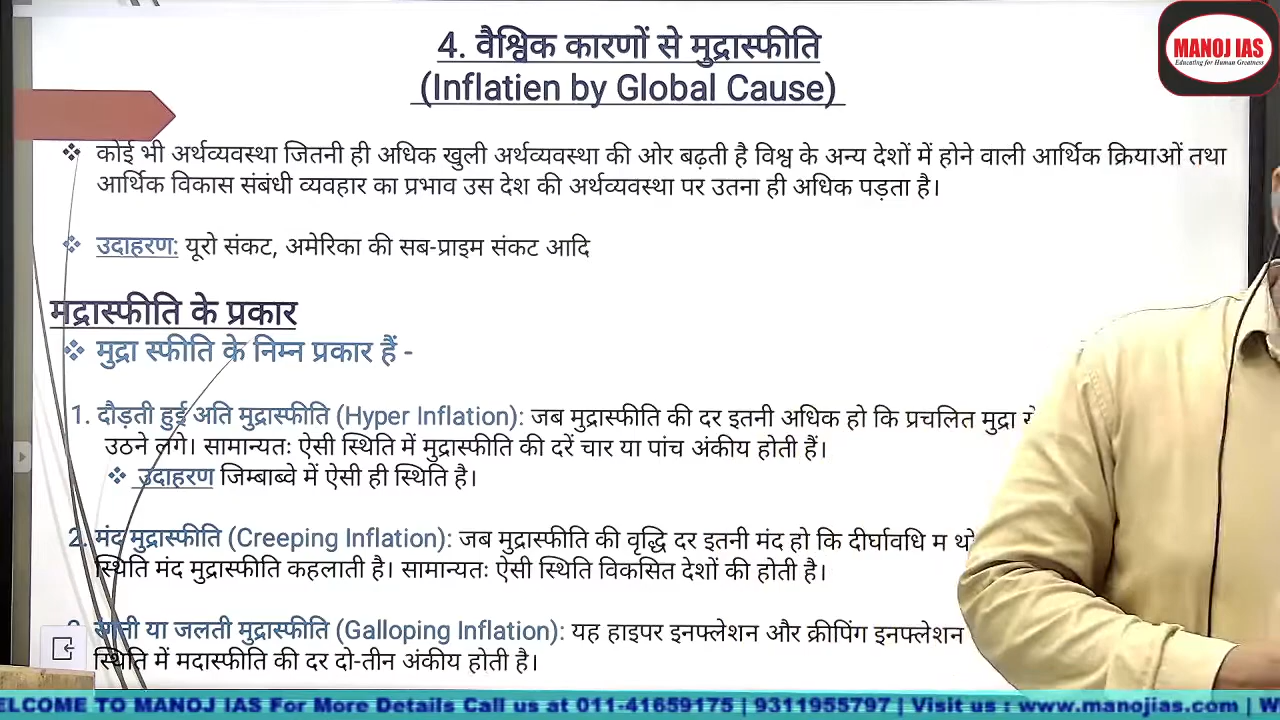 4. वैश्विक कारणों से मुद्रास्फीति
(Inflatien by Global Cause)
MANOJ IAS
Educating for Human Greatness
❖ कोई भी अर्थव्यवस्था जितनी ही अधिक खुली अर्थव्यवस्था की ओर बढ़ती है विश्व के अन्य देशों में होने वाली आर्थिक क्रियाओं तथा
आर्थिक विकास संबंधी व्यवहार का प्रभाव उस देश की अर्थव्यवस्था पर उतना ही अधिक पड़ता है।
❖ उदाहरण: यूरो संकट, अमेरिका की सब-प्राइम संकट आदि
मद्रास्फीति के प्रकार
❖ मुद्रा स्फीति के निम्न प्रकार हैं -
1. दौड़ती हुई अति मुद्रास्फीति (Hyper Inflation): जब मुद्रास्फीति की दर इतनी अधिक हो कि प्रचलित मुद्रा
उठने लगे। सामान्यतः ऐसी स्थिति में मुद्रास्फीति की दरें चार या पांच अंकीय होती हैं।
❖ उदाहरण जिम्बाब्वे में ऐसी ही स्थिति है।
2. मंद मुद्रास्फीति (Creeping Inflation): जब मुद्रास्फीति की वृद्धि दर इतनी मंद हो कि दीर्घावधि म
स्थिति मंद मुद्रास्फीति कहलाती है। सामान्यतः ऐसी स्थिति विकसित देशों की होती है।
या जलती मुद्रास्फीति (Galloping Inflation): यह हाइपर इनफ्लेशन और क्रीपिंग इनफ्लेशन
स्थिति में मदास्फीति की दर दो-तीन अंकीय होती है।
ELCOME TO MANOJ IAS For More Details Call us at 011-41659175 | 9311955797 | Visit us : www.manojias.com | W